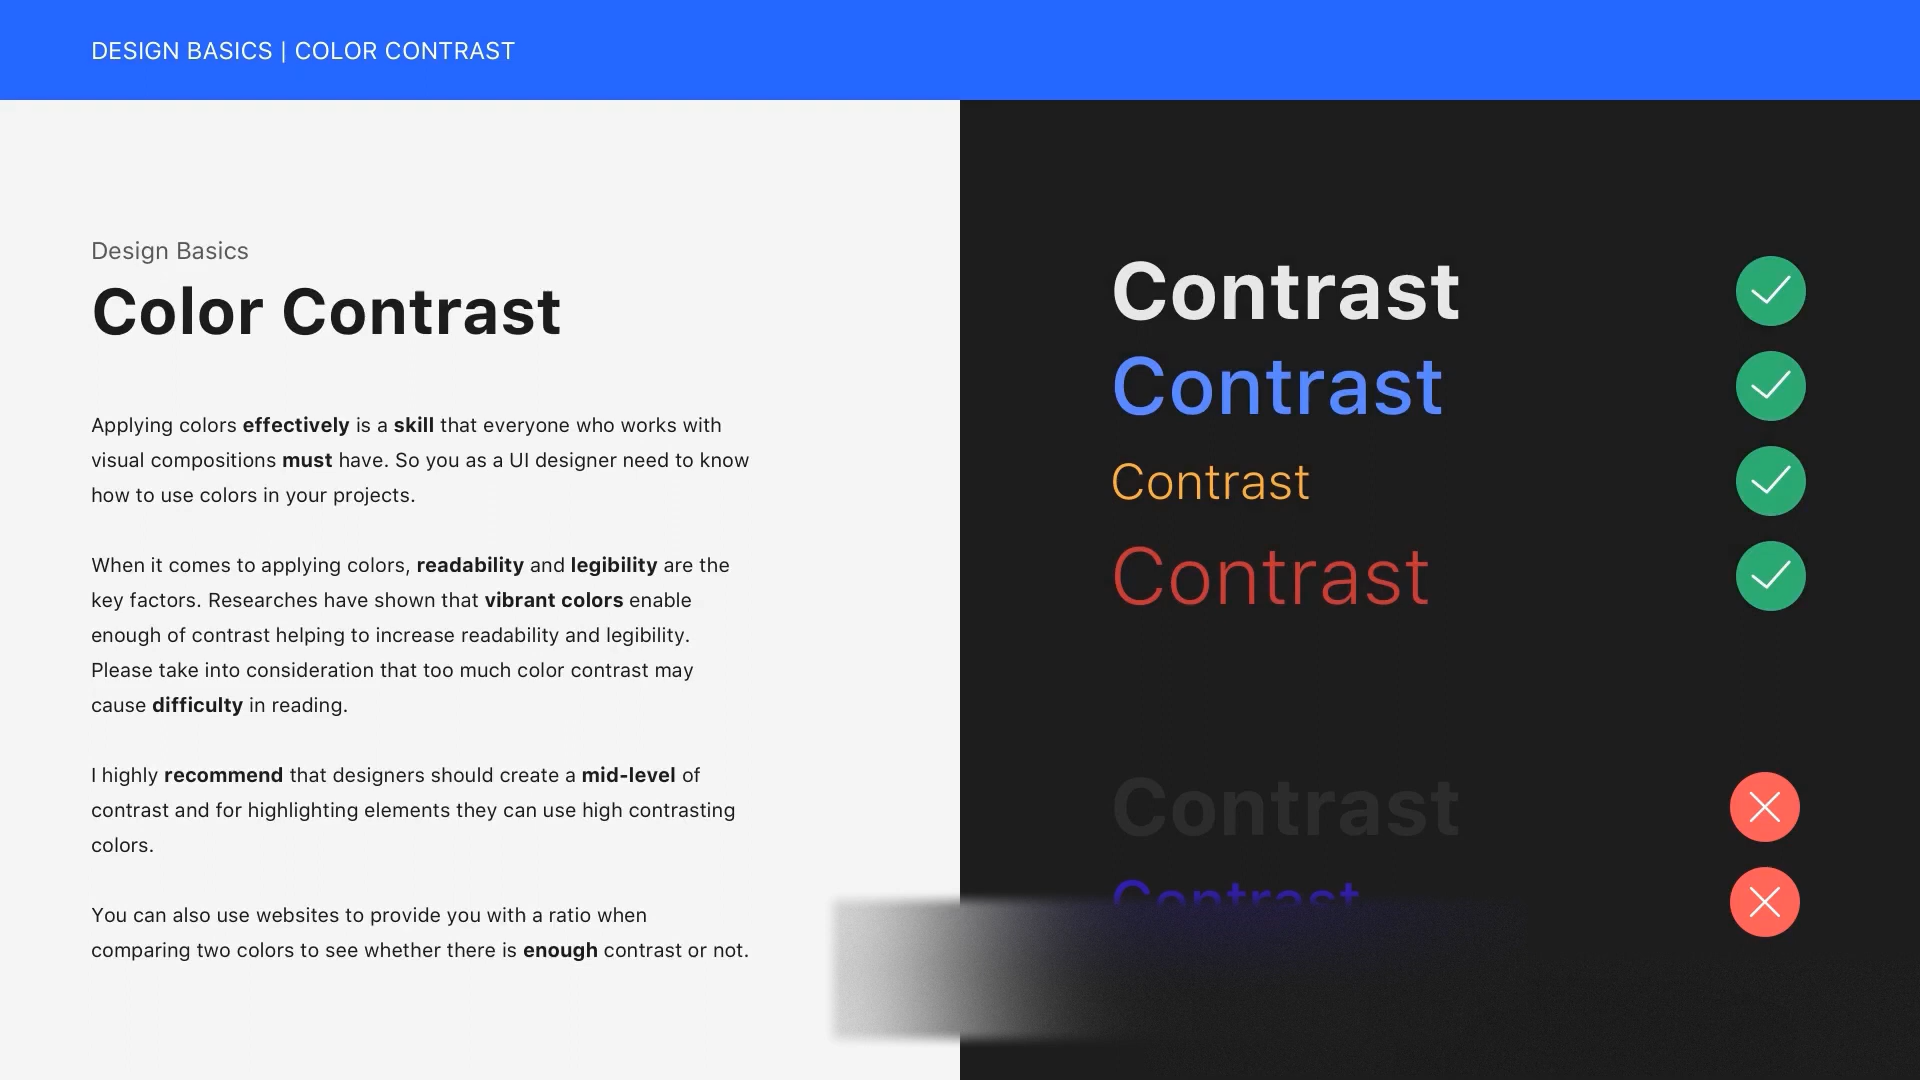 DESIGN BASICS | COLOR CONTRAST
Design Basics
Color Contrast
Applying colors effectively is a skill that everyone who works with
visual compositions must have. So you as a UI designer need to know
how to use colors in your projects.
When it comes to applying colors, readability and legibility are the
key factors. Researches have shown that vibrant colors enable
enough of contrast helping to increase readability and legibility.
Please take into consideration that too much color contrast may
cause difficulty in reading.
I highly recommend that designers should create a mid-level of
contrast and for highlighting elements they can use high contrasting
colors.
You can also use websites to provide you with a ratio when
comparing two colors to see whether there is enough contrast or not.
Contrast
Contrast
Contrast
Contrast
Contrast
Contrast